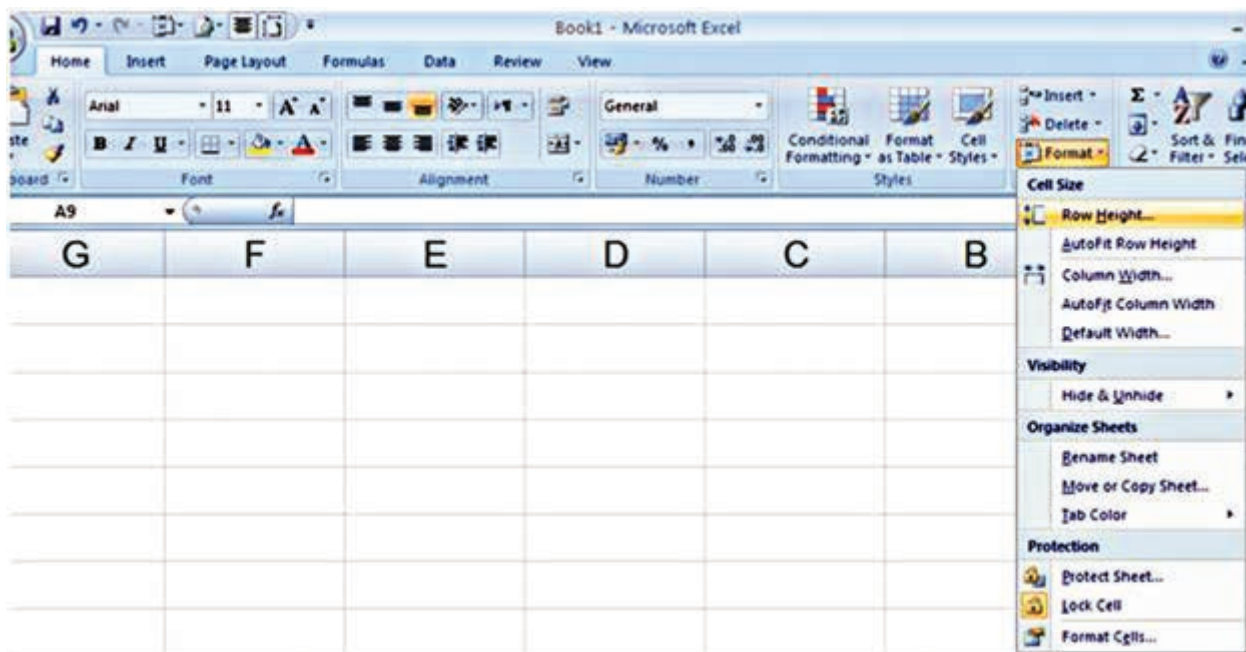 Book1 - Microsoft Excel
Home Insert Page Layout Formulas Data Review View
Arial 11 General
B I U
Conditional Formatting Format as Table Cell Styles
Insert
Delete
Format
Σ
Sort & Filter
Font Alignment Number Styles
A9 fx
G F E D C B
Cell Size
Row Height...
AutoFit Row Height
Column Width...
AutoFit Column Width
Default Width...
Visibility
Hide & Unhide
Organize Sheets
Rename Sheet
Move or Copy Sheet...
Tab Color
Protection
Protect Sheet...
Lock Cell
Format Cells...